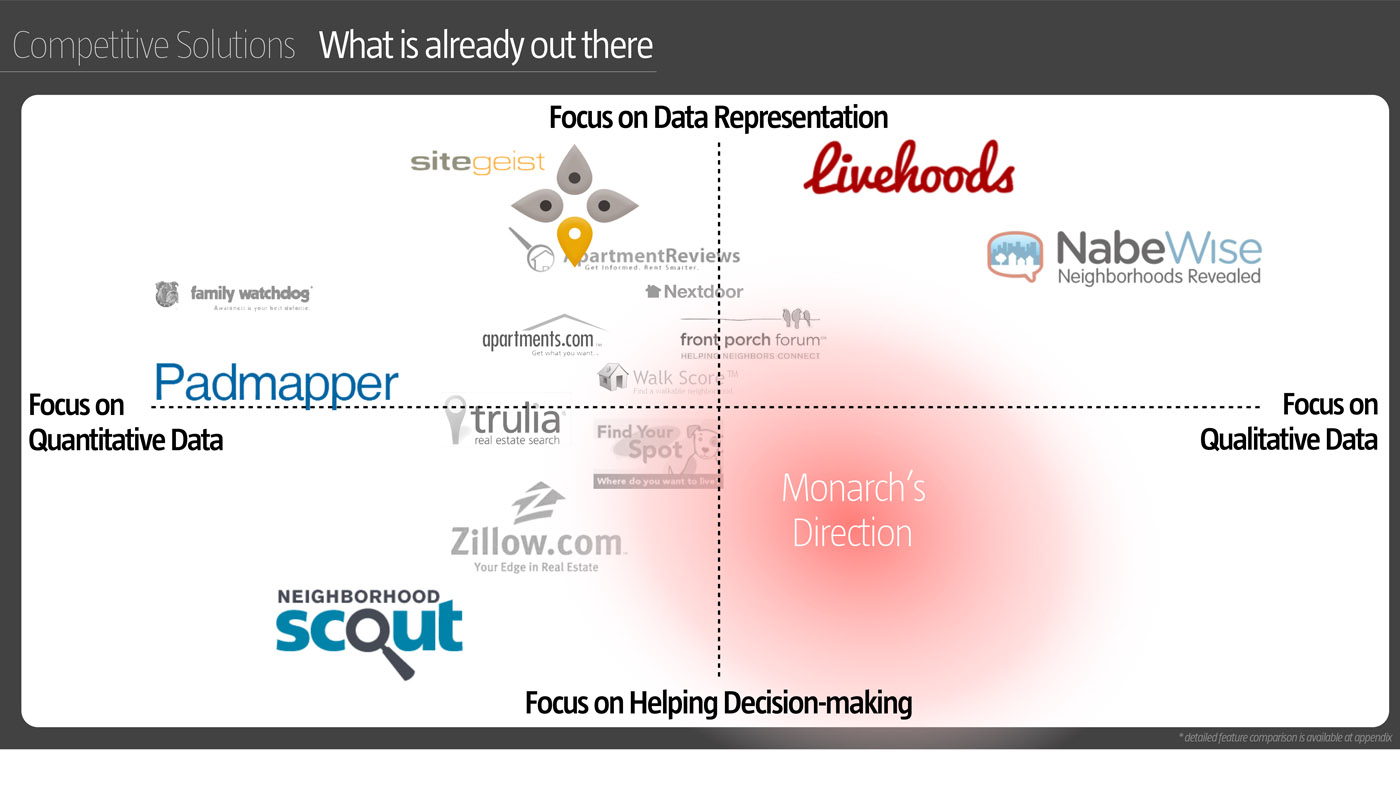 Competitive Solutions What is already out there
Focus on Data Representation
sitegeist
livehoods
ApartmentReviews
Get Informed. Rent Smarter.
NabeWise
Neighborhoods Revealed
family watchdog
Awareness is your best defense
Nextdoor
apartments.com™
Get what you want ™
front porch forum™
HELPING NEIGHBORS CONNECT
Padmapper
Walk Score™
Find a walkable neighborhood
Focus on
Quantitative Data
trulia
real estate search
Focus on
Qualitative Data
Find Your
Spot
Where do you want to live
Monarch's
Direction
Zillow.com
Your Edge in Real Estate
NEIGHBORHOOD
scout
Focus on Helping Decision-making
* detailed feature comparison is available at appendix